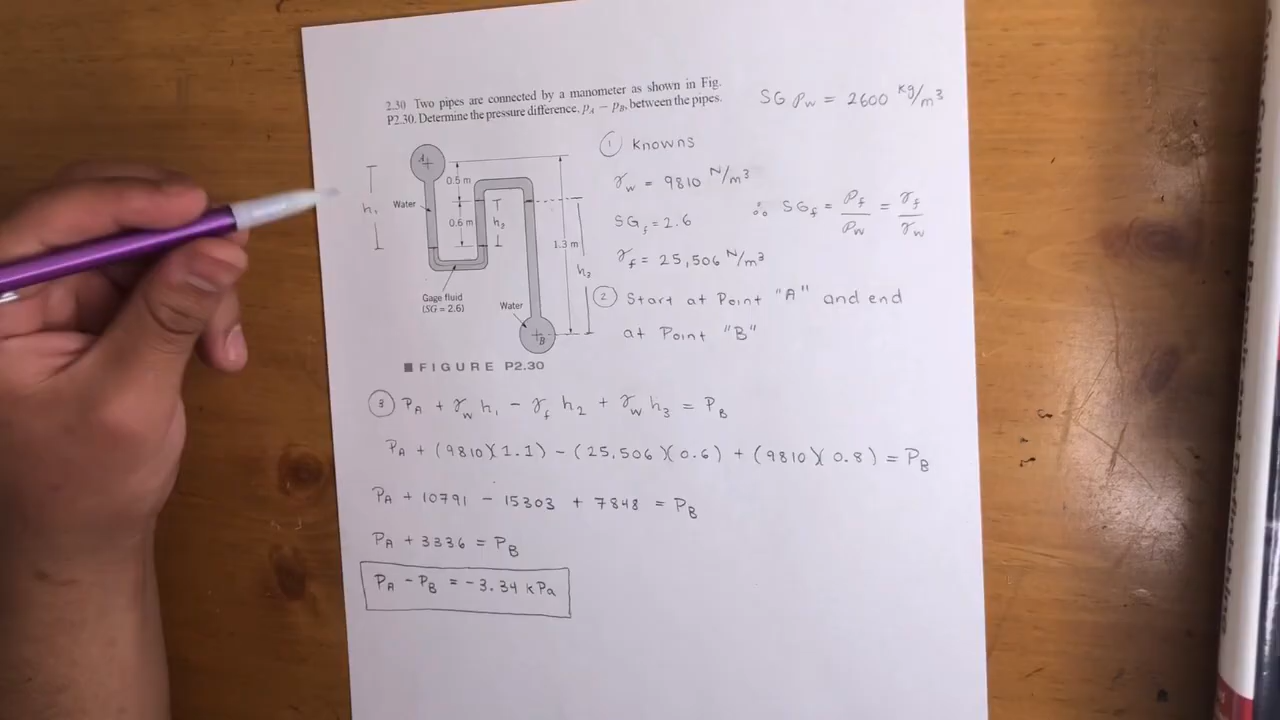 2.30 Two pipes are connected by a manometer as shown in Fig.
P2.30. Determine the pressure difference, pA − pB, between the pipes.
SG ρw = 2600 kg/m³
① Knowns
γw = 9810 N/m³
SGf = 2.6
∴ SGf = ρf/ρw = γf/γw
γf = 25,506 N/m³
② Start at Point "A" and end
at Point "B"
A
0.5 m
Water
h₁
0.6 m
h₂
1.3 m
h₃
Gage fluid
(SG = 2.6)
Water
B
■ FIGURE P2.30
③ PA + γw h₁ − γf h₂ + γw h₃ = PB
PA + (9810)(1.1) − (25,506)(0.6) + (9810)(0.8) = PB
PA + 10791 − 15303 + 7848 = PB
PA + 3336 = PB
PA − PB = −3.34 kPa